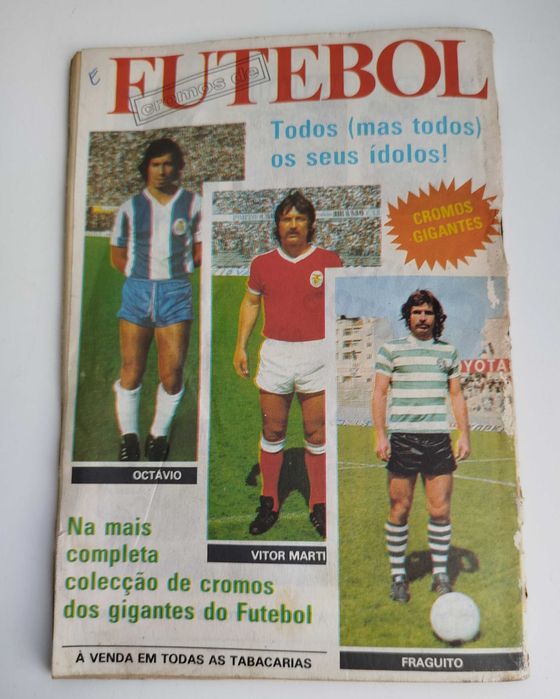 E
FUTEBOL
cromos de
Todos (mas todos)
os seus ídolos!
CROMOS
GIGANTES
OYOTA
OCTÁVIO
VITOR MARTI
Na mais
completa
colecção de cromos
dos gigantes do Futebol
À VENDA EM TODAS AS TABACARIAS
FRAGUITO